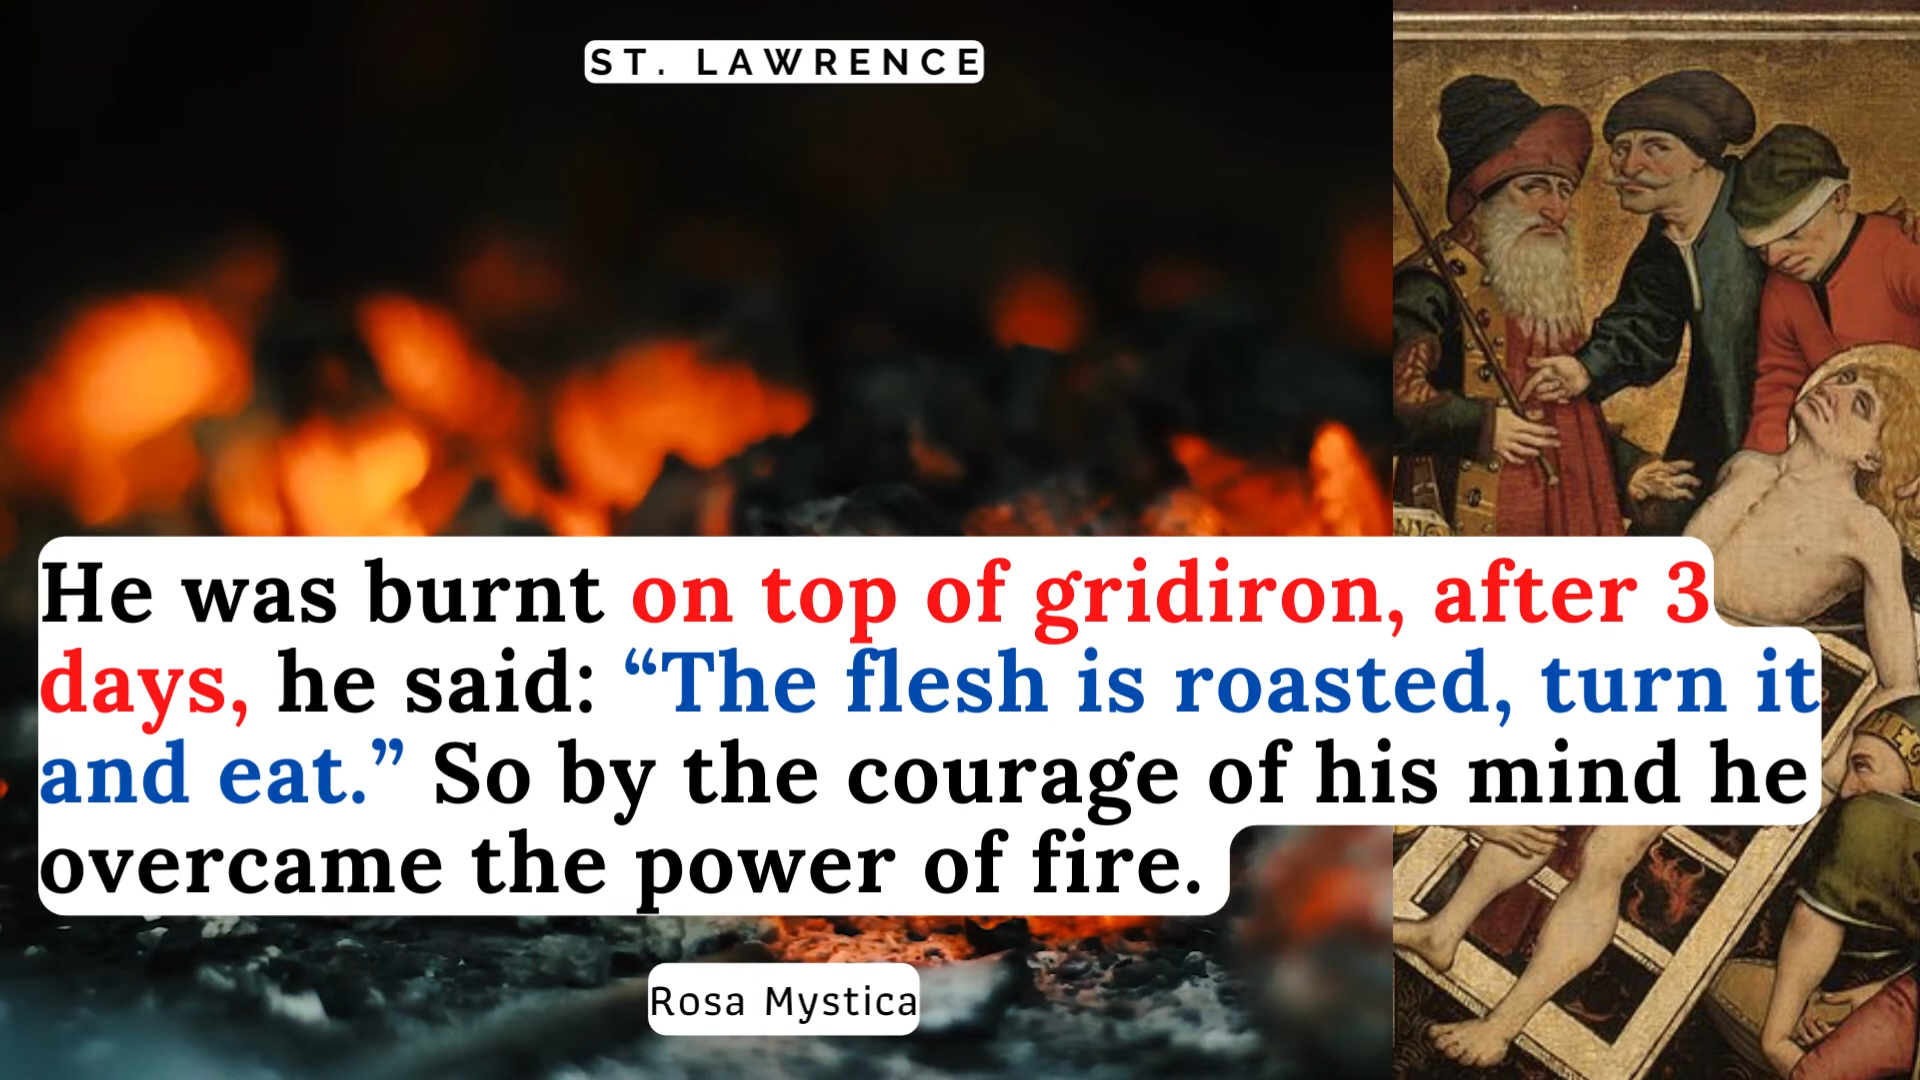 ST. LAWRENCE
He was burnt on top of gridiron, after 3
days, he said: “The flesh is roasted, turn it
and eat.” So by the courage of his mind he
overcame the power of fire.
Rosa Mystica